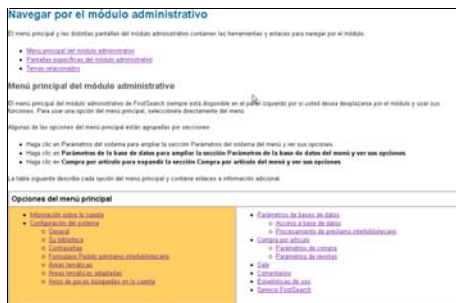 Navegar por el módulo administrativo
El menú principal y las distintas pantallas del módulo administrativo contienen las herramientas y enlaces para navegar por el módulo:
Menú principal del módulo administrativo
Pantallas específicas del módulo administrativo
Temas relacionados
Menú principal del módulo administrativo
El menú principal del módulo administrativo de FirstSearch siempre está disponible en el panel izquierdo por si usted desea desplazarse por el módulo y usar sus
funciones. Para usar una opción del menú principal, selecciónela directamente del menú.
Algunas de las opciones del menú principal están agrupadas por secciones:
Haga clic en Parámetros del sistema para ampliar la sección Parámetros del sistema del menú y ver sus opciones.
Haga clic en Parámetros de la base de datos para ampliar la sección Parámetros de la base de datos del menú y ver sus opciones.
Haga clic en Compra por artículo para expandir la sección Compra por artículo del menú y ver sus opciones.
La tabla siguiente describe cada opción del menú principal y contiene enlaces a información adicional.
Opciones del menú principal
Información sobre la cuenta
Configuración del sistema
General
Su biblioteca
Contraseñas
Formulario Pedido préstamo interbibliotecario
Áreas temáticas
Áreas temáticas adaptadas
Aviso de pocas búsquedas en la cuenta
Parámetros de bases de datos
Acceso a base de datos
Procesamiento de préstamo interbibliotecario
Compra por artículo
Parámetros de compra
Parámetros de revistas
Salir
Comentarios
Estadísticas de uso
Servicio FirstSearch